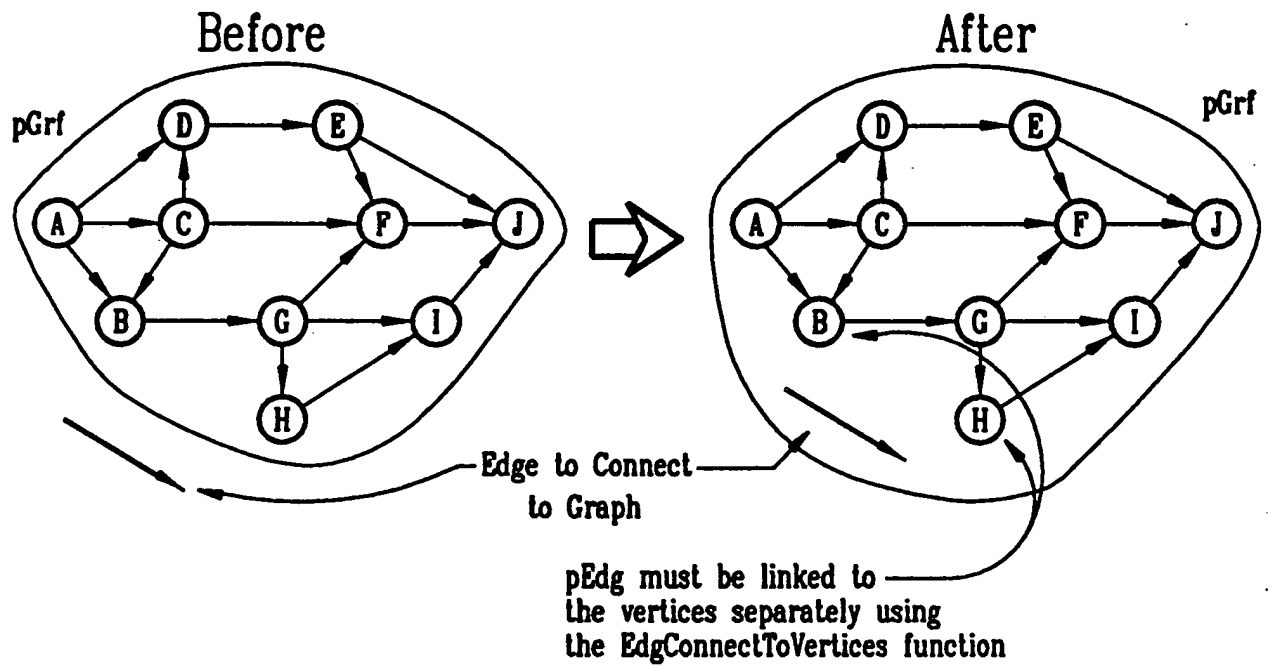 Before
After
pGrf
pGrf
D
E
A
C
F
J
B
G
I
H
D
E
A
C
F
J
B
G
I
H
Edge to Connect
to Graph
pEdg must be linked to
the vertices separately using
the EdgConnectToVertices function